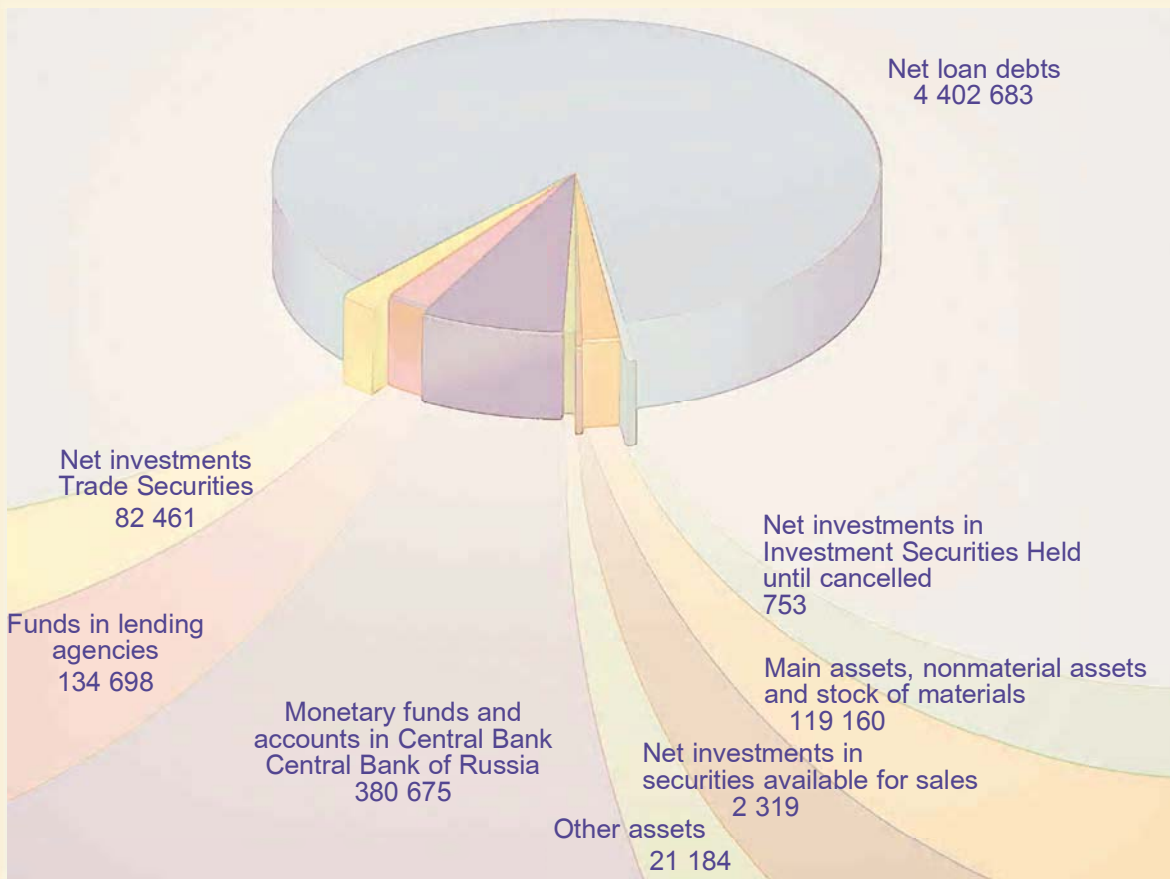 Net loan debts
4 402 683
Net investments
Trade Securities
82 461
Funds in lending
agencies
134 698
Monetary funds and
accounts in Central Bank
Central Bank of Russia
380 675
Other assets
21 184
Net investments in
securities available for sales
2 319
Main assets, nonmaterial assets
and stock of materials
119 160
Net investments in
Investment Securities Held
until cancelled
753